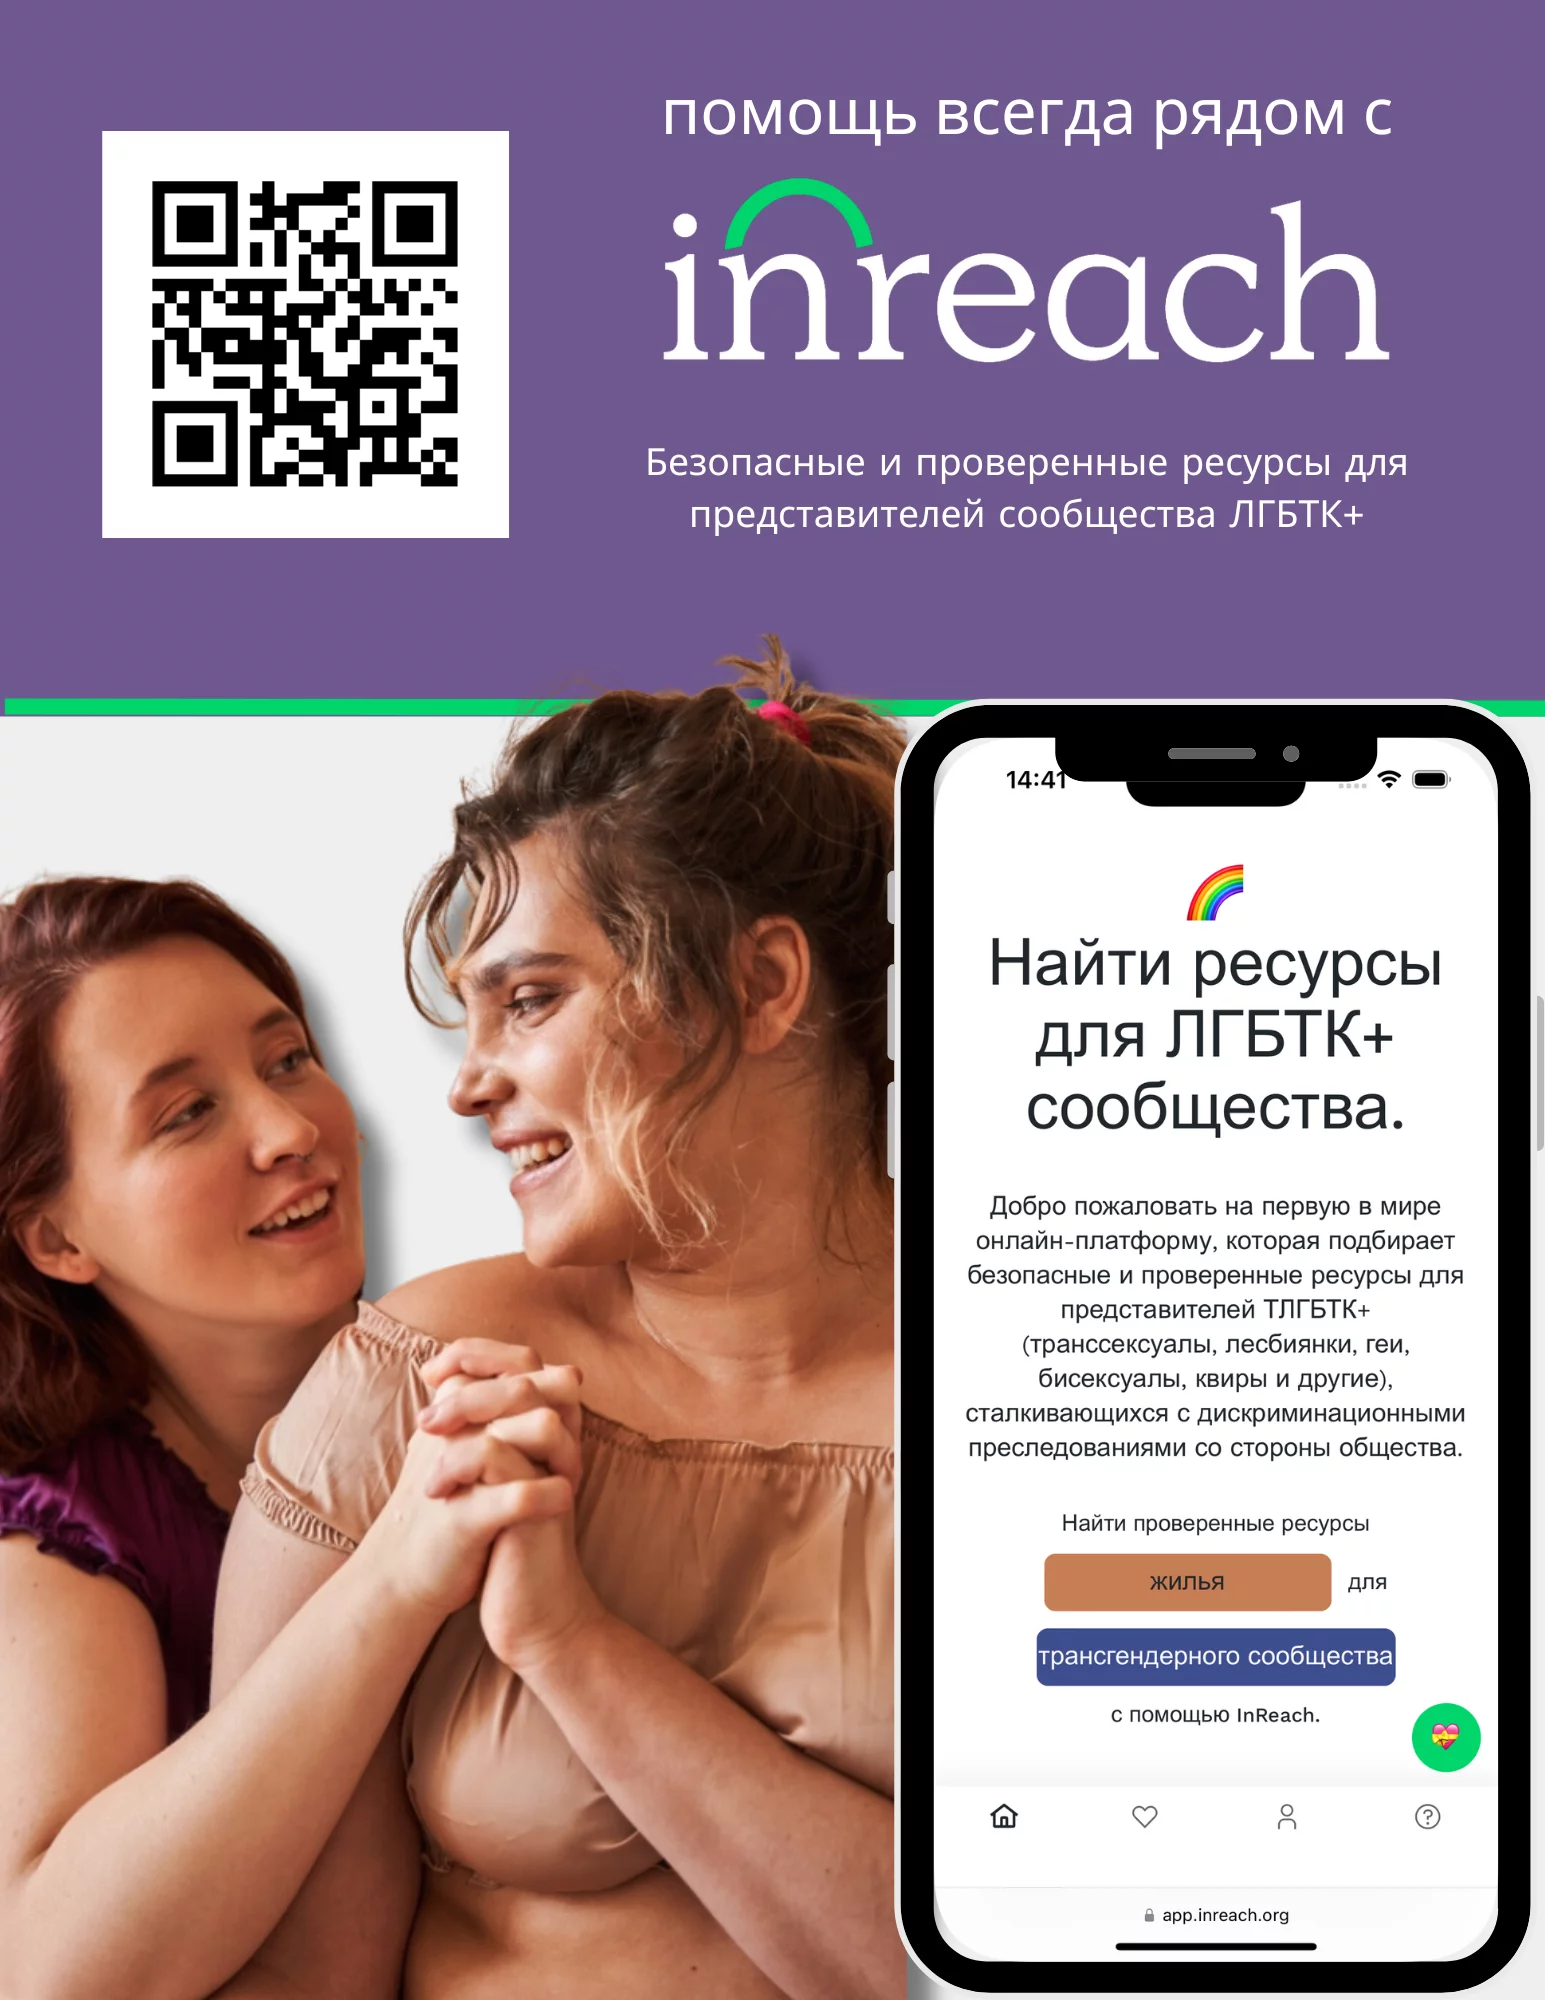 помощь всегда рядом с
inreach
Безопасные и проверенные ресурсы для
представителей сообщества ЛГБТК+
14:41
Найти ресурсы
для ЛГБТК+
сообщества.
Добро пожаловать на первую в мире
онлайн-платформу, которая подбирает
безопасные и проверенные ресурсы для
представителей ТЛГБТК+
(транссексуалы, лесбиянки, геи,
бисексуалы, квиры и другие),
сталкивающихся с дискриминационными
преследованиями со стороны общества.
Найти проверенные ресурсы
жилья для
трансгендерного сообщества
с помощью InReach.
app.inreach.org